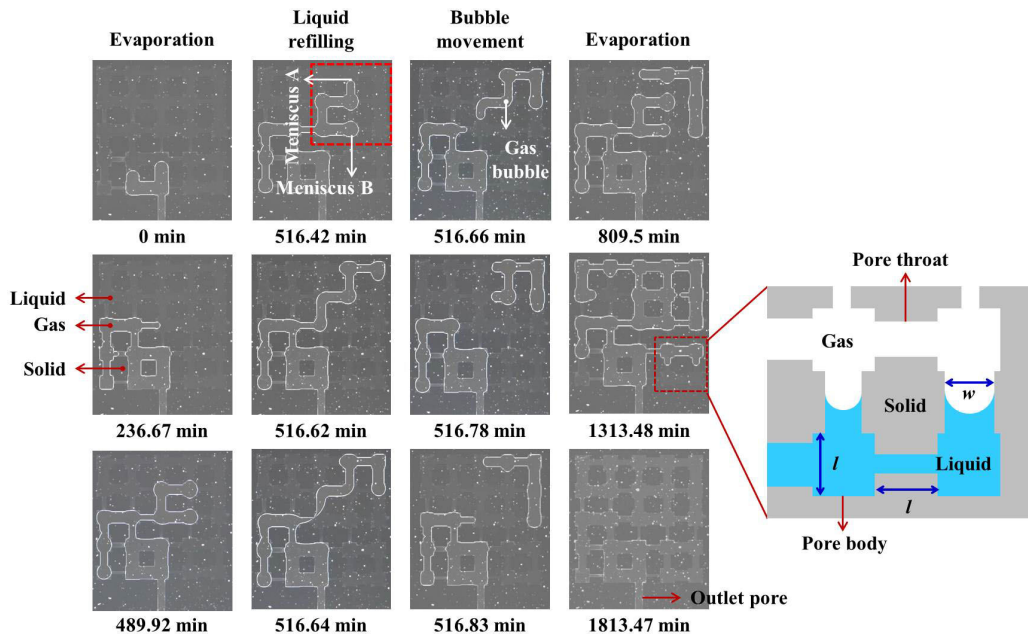 Evaporation
Liquid
refilling
Bubble
movement
Evaporation
Meniscus A
Meniscus B
Gas
bubble
0 min
516.42 min
516.66 min
809.5 min
Liquid
Gas
Solid
236.67 min
516.62 min
516.78 min
1313.48 min
Pore throat
Gas
w
Solid
l
Liquid
l
Pore body
Outlet pore
489.92 min
516.64 min
516.83 min
1813.47 min